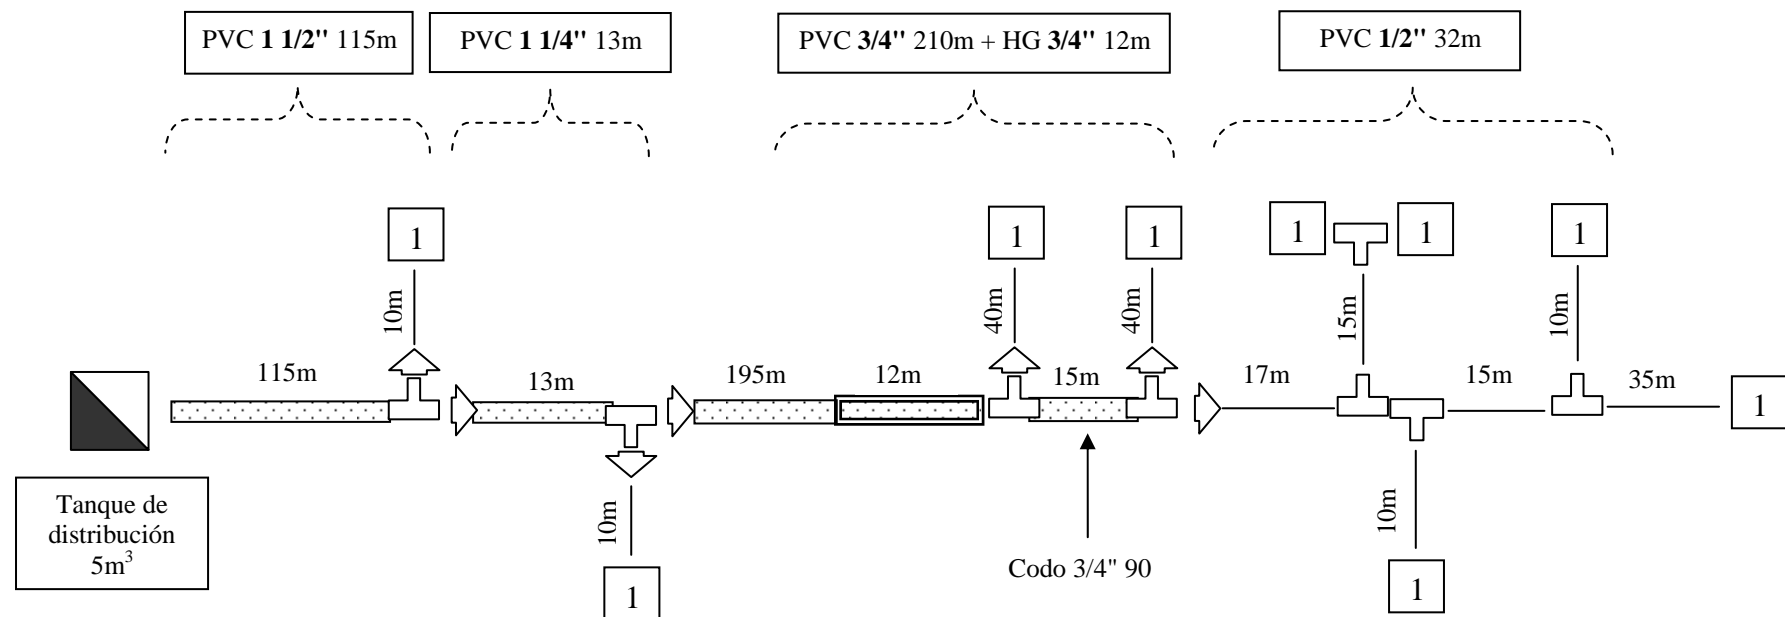 PVC 1 1/2" 115m
PVC 1 1/4" 13m
PVC 3/4" 210m + HG 3/4" 12m
PVC 1/2" 32m
1
1
1
1
1
1
10m
40m
40m
15m
10m
115m
13m
195m
12m
15m
17m
15m
35m
1
Tanque de
distribución
5m³
10m
10m
Codo 3/4" 90
1
1